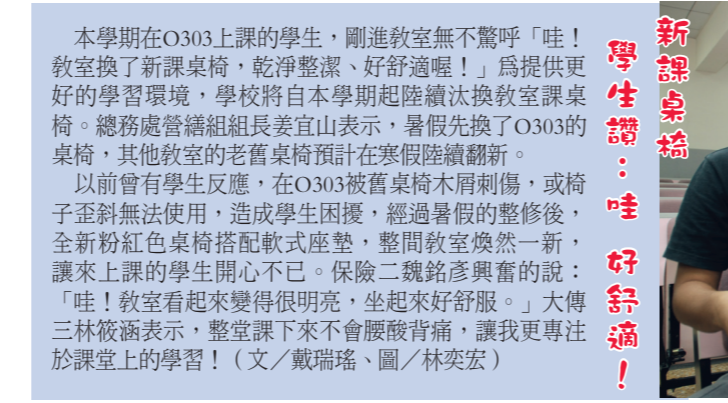 新課桌椅
學生讚：哇 好舒適！
本學期在O303上課的學生，剛進教室無不驚呼「哇！
教室換了新課桌椅，乾淨整潔、好舒適喔！」為提供更
好的學習環境，學校將自本學期起陸續汰換教室課桌
椅。總務處營繕組組長姜宜山表示，暑假先換了O303的
桌椅，其他教室的老舊桌椅預計在寒假陸續翻新。
以前曾有學生反應，在O303被舊桌椅木屑刺傷，或椅
子歪斜無法使用，造成學生困擾，經過暑假的整修後，
全新粉紅色桌椅搭配軟式座墊，整間教室煥然一新，
讓來上課的學生開心不已。保險二魏銘彥興奮的說：
「哇！教室看起來變得很明亮，坐起來好舒服。」大傳
三林筱涵表示，整堂課下來不會腰酸背痛，讓我更專注
於課堂上的學習！（文／戴瑞瑤、圖／林奕宏）